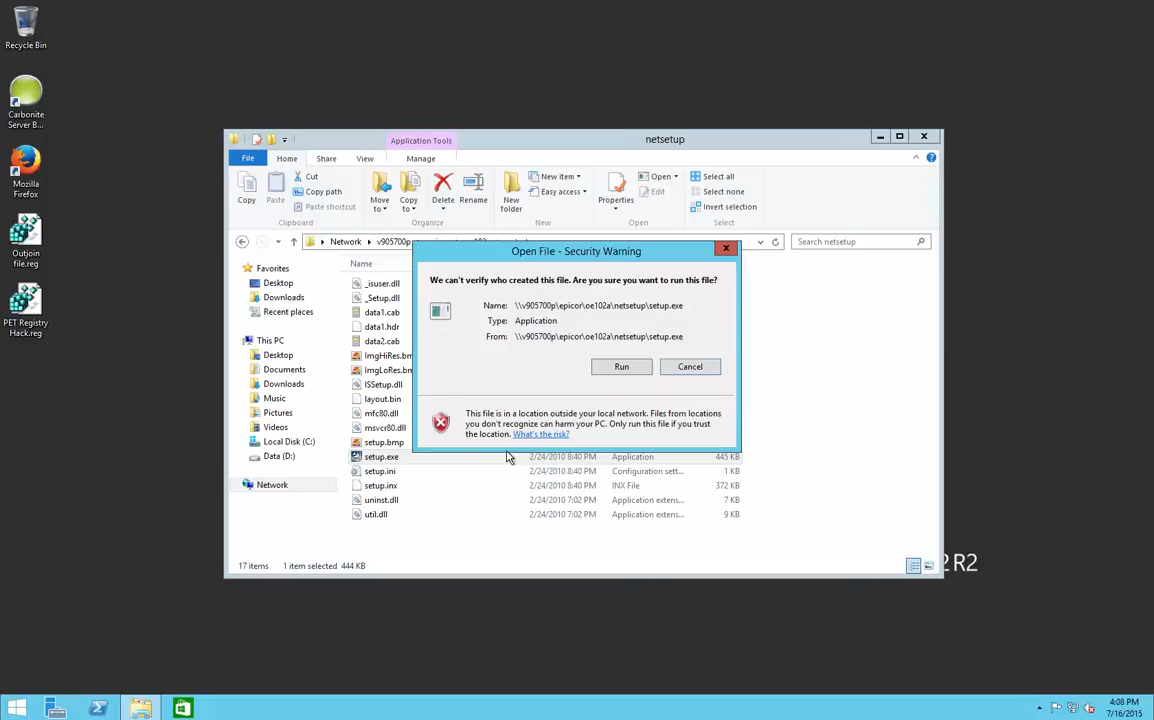 Recycle Bin
Carbonite
Server B...
Mozilla
Firefox
Outjoin
file.reg
PET Registry
Hack.reg
Application Tools
netsetup
File
Home
Share
View
Manage
Copy
Paste
Cut
Copy path
Paste shortcut
Clipboard
Move
to
Copy
to
Delete
Rename
Organize
New
folder
New item
Easy access
New
Properties
Open
Edit
Open
Select all
Select none
Invert selection
Select
Network
v905700p
Search netsetup
Favorites
Desktop
Downloads
Recent places
This PC
Desktop
Documents
Downloads
Music
Pictures
Videos
Local Disk (C:)
Data (D:)
Network
Name
_isuser.dll
_Setup.dll
data1.cab
data1.hdr
data2.cab
ImgHiRes.bm
ImgLoRes.bm
ISSetup.dll
layout.bin
mfc80.dll
msvcr80.dll
setup.bmp
setup.exe 2/24/2010 8:40 PM Application 445 KB
setup.ini 2/24/2010 8:40 PM Configuration sett... 1 KB
setup.inx 2/24/2010 8:40 PM INX File 372 KB
uninst.dll 2/24/2010 7:02 PM Application extens... 7 KB
util.dll 2/24/2010 7:02 PM Application extens... 9 KB
17 items 1 item selected 444 KB
Open File - Security Warning
We can't verify who created this file. Are you sure you want to run this file?
Name: \\v905700p\epicor\oe102a\netsetup\setup.exe
Type: Application
From: \\v905700p\epicor\oe102a\netsetup\setup.exe
Run
Cancel
This file is in a location outside your local network. Files from locations
you don't recognize can harm your PC. Only run this file if you trust
the location. What's the risk?
2 R2
4:08 PM
7/16/2015